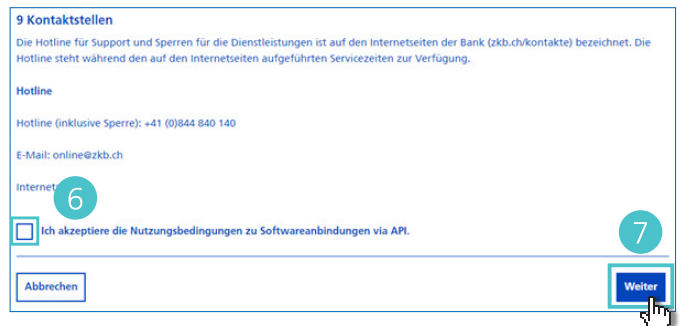 9 Kontaktstellen
Die Hotline für Support und Sperren für die Dienstleistungen ist auf den Internetseiten der Bank (zkb.ch/kontakte) bezeichnet. Die
Hotline steht während den auf den Internetseiten aufgeführten Servicezeiten zur Verfügung.
Hotline
Hotline (inklusive Sperre): +41 (0)844 840 140
E-Mail: online@zkb.ch
Internet
6
Ich akzeptiere die Nutzungsbedingungen zu Softwareanbindungen via API.
7
Abbrechen
Weiter